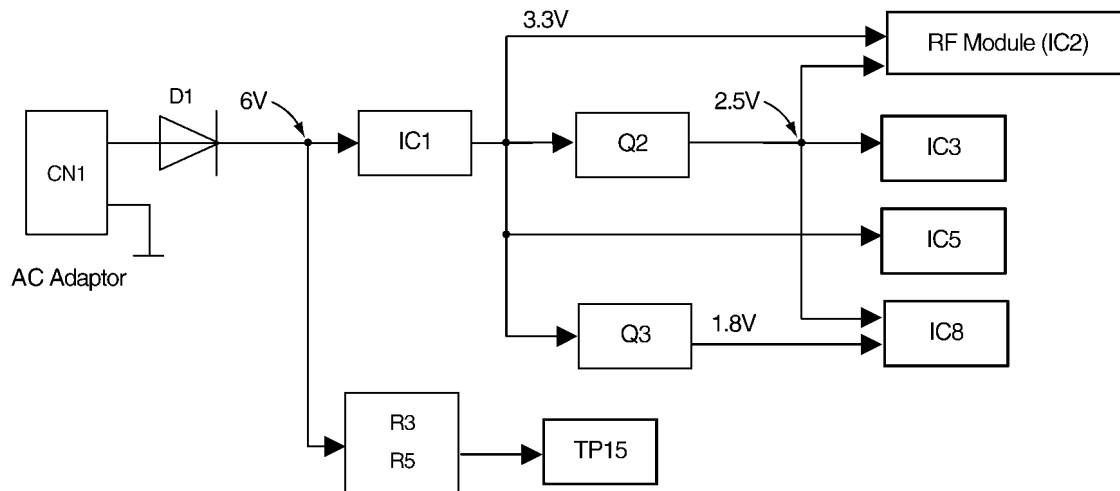 3.3V
RF Module (IC2)
D1
6V
2.5V
CN1
IC1
Q2
IC3
IC5
AC Adaptor
Q3
1.8V
IC8
R3
R5
TP15